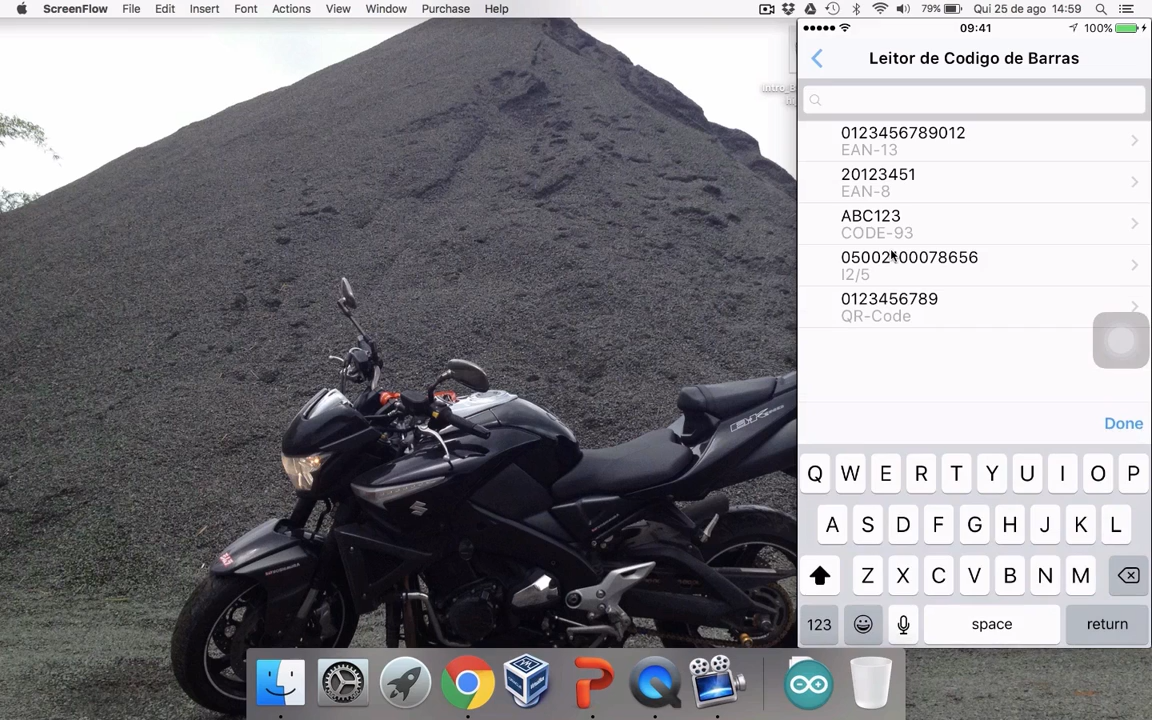 ScreenFlow File Edit Insert Font Actions View Window Purchase Help 79% Qui 25 de ago 14:59
09:41 100%
Leitor de Codigo de Barras
0123456789012
EAN-13
20123451
EAN-8
ABC123
CODE-93
I2/5
0123456789
QR-Code
Done
Q W E R T Y U I O P
A S D F G H J K L
Z X C V B N M
123 space return